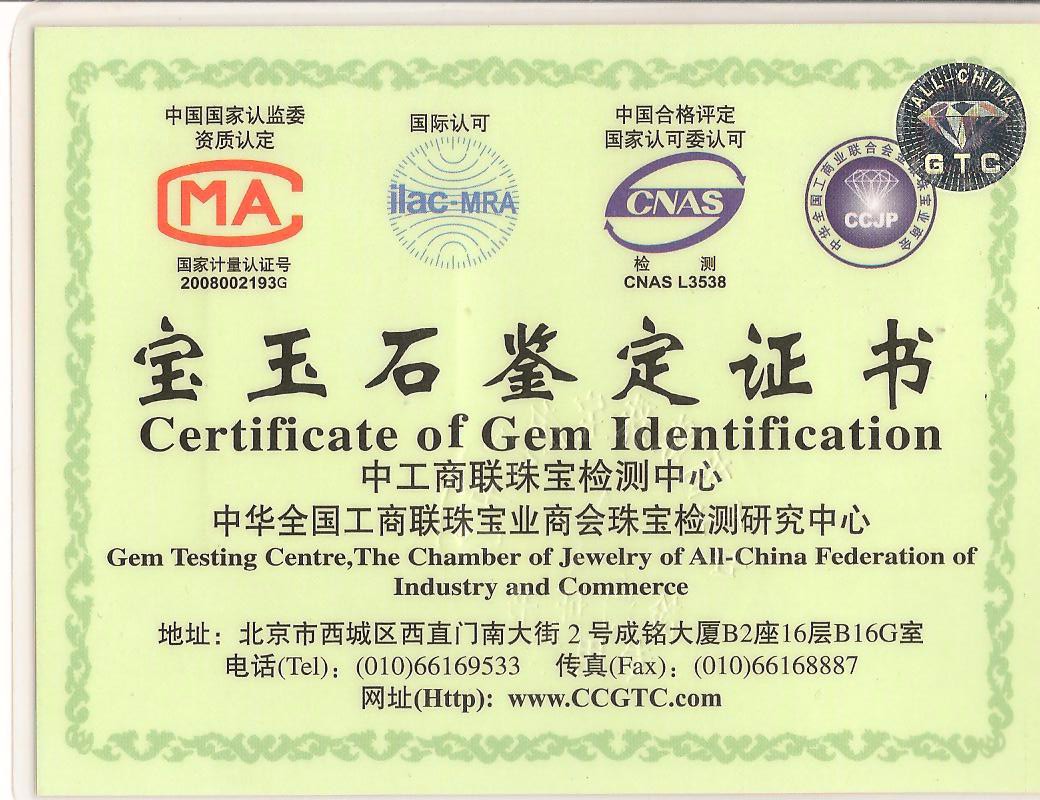 中国国家认监委
资质认定
MA
国家计量认证号
2008002193G
国际认可
ilac-MRA
中国合格评定
国家认可委认可
CNAS
检 测
CNAS L3538
中华全国工商业联合会金银珠宝业商会
CCJP
ALL-CHINA
GTC
宝玉石鉴定证书
Certificate of Gem Identification
中工商联珠宝检测中心
中华全国工商联珠宝业商会珠宝检测研究中心
Gem Testing Centre,The Chamber of Jewelry of All-China Federation of
Industry and Commerce
地址：北京市西城区西直门南大街 2 号成铭大厦B2座16层B16G室
电话(Tel)：(010)66169533 传真(Fax)：(010)66168887
网址(Http)：www.CCGTC.com